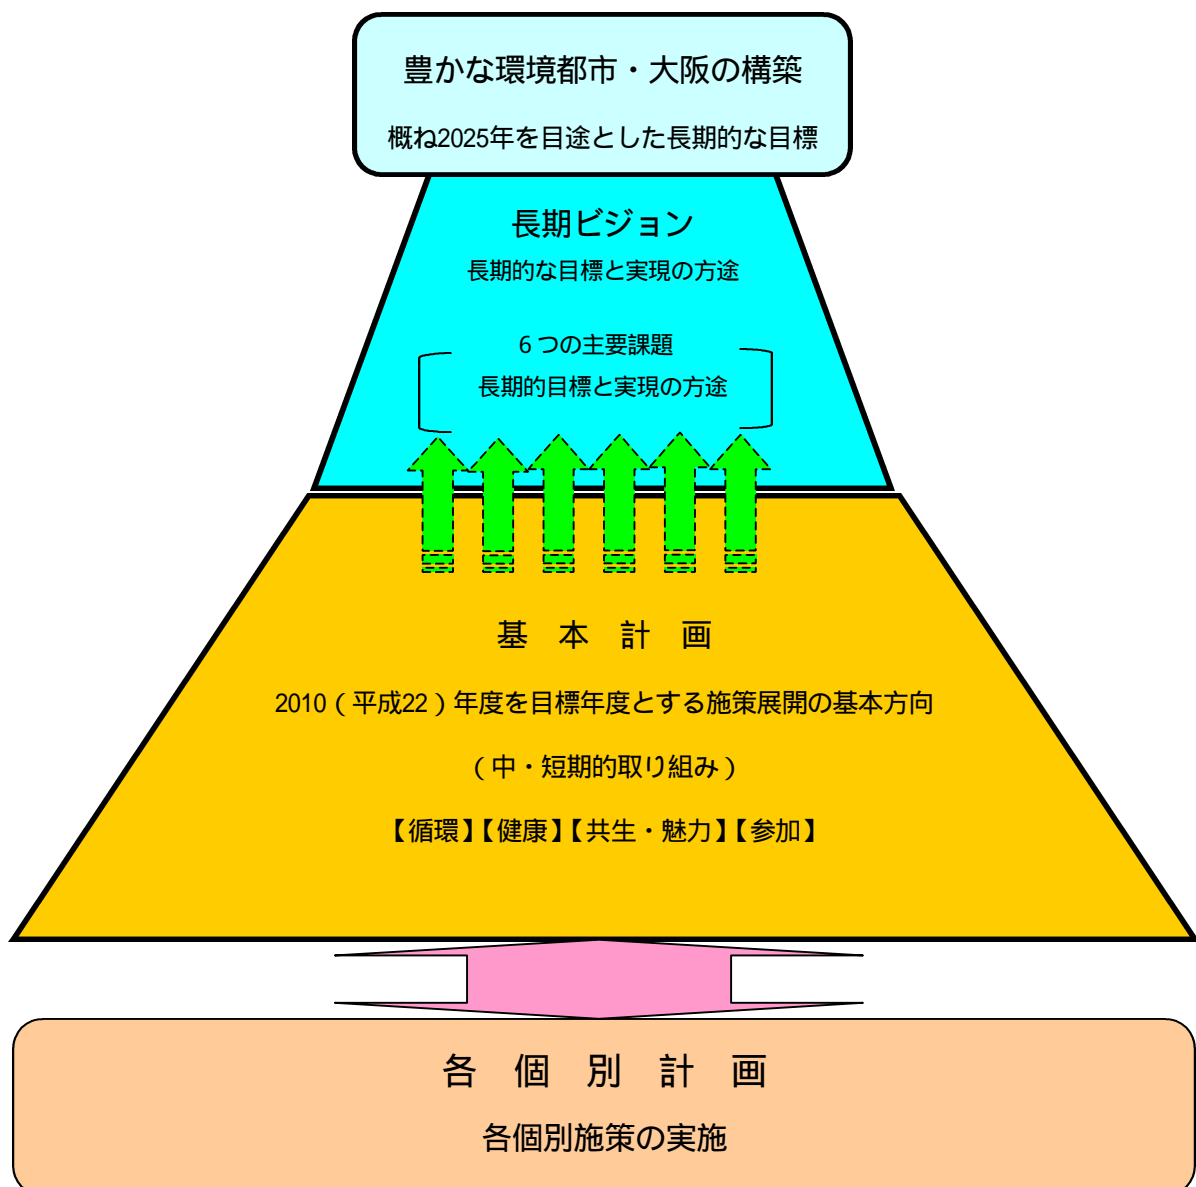 豊かな環境都市・大阪の構築
概ね2025年を目途とした長期的な目標
長期ビジョン
長期的な目標と実現の方途
６つの主要課題
長期的目標と実現の方途
基　本　計　画
2010（平成22）年度を目標年度とする施策展開の基本方向
（中・短期的取り組み）
【循環】【健康】【共生・魅力】【参加】
各　個　別　計　画
各個別施策の実施